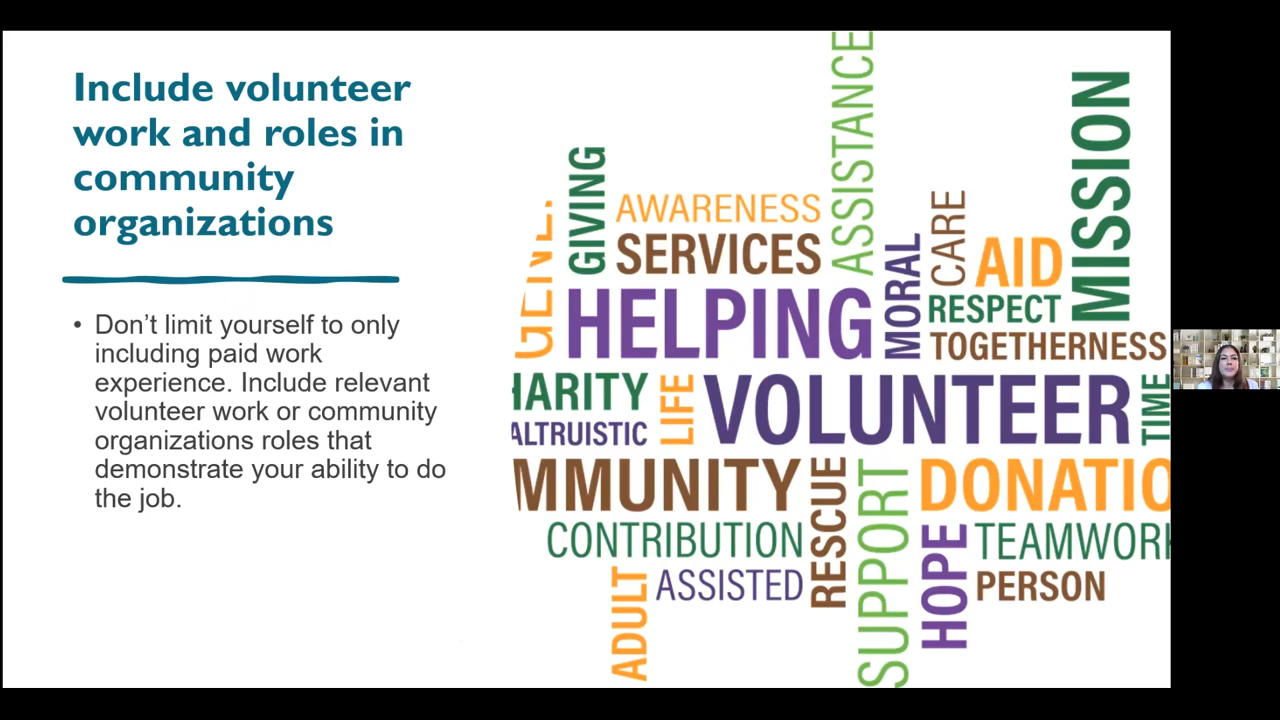 Include volunteer
work and roles in
community
organizations
• Don’t limit yourself to only
including paid work
experience. Include relevant
volunteer work or community
organizations roles that
demonstrate your ability to do
the job.
ASSISTANCE
MISSION
GIVING
AWARENESS
CARE
SERVICES
MORAL
AID
HELPING
RESPECT
TOGETHERNESS
HARITY
LIFE
VOLUNTEER
TIME
ALTRUISTIC
MMUNITY
RESCUE
SUPPORT
DONATIO
CONTRIBUTION
HOPE
TEAMWORK
ADULT
ASSISTED
PERSON